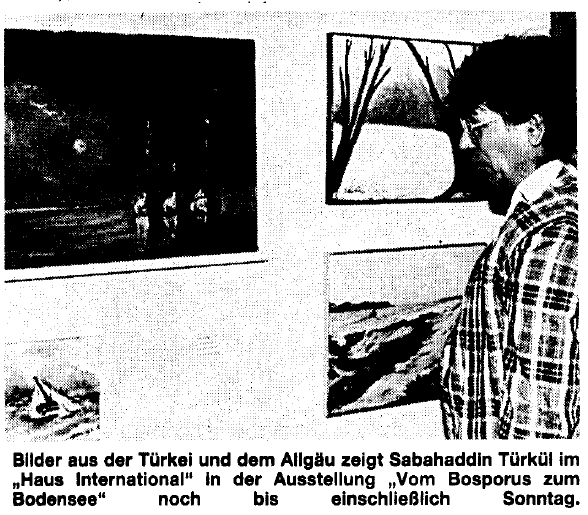 Bilder aus der Türkei und dem Allgäu zeigt Sabahaddin Türkül im
„Haus International“ in der Ausstellung „Vom Bosporus zum
Bodensee“ noch bis einschließlich Sonntag.